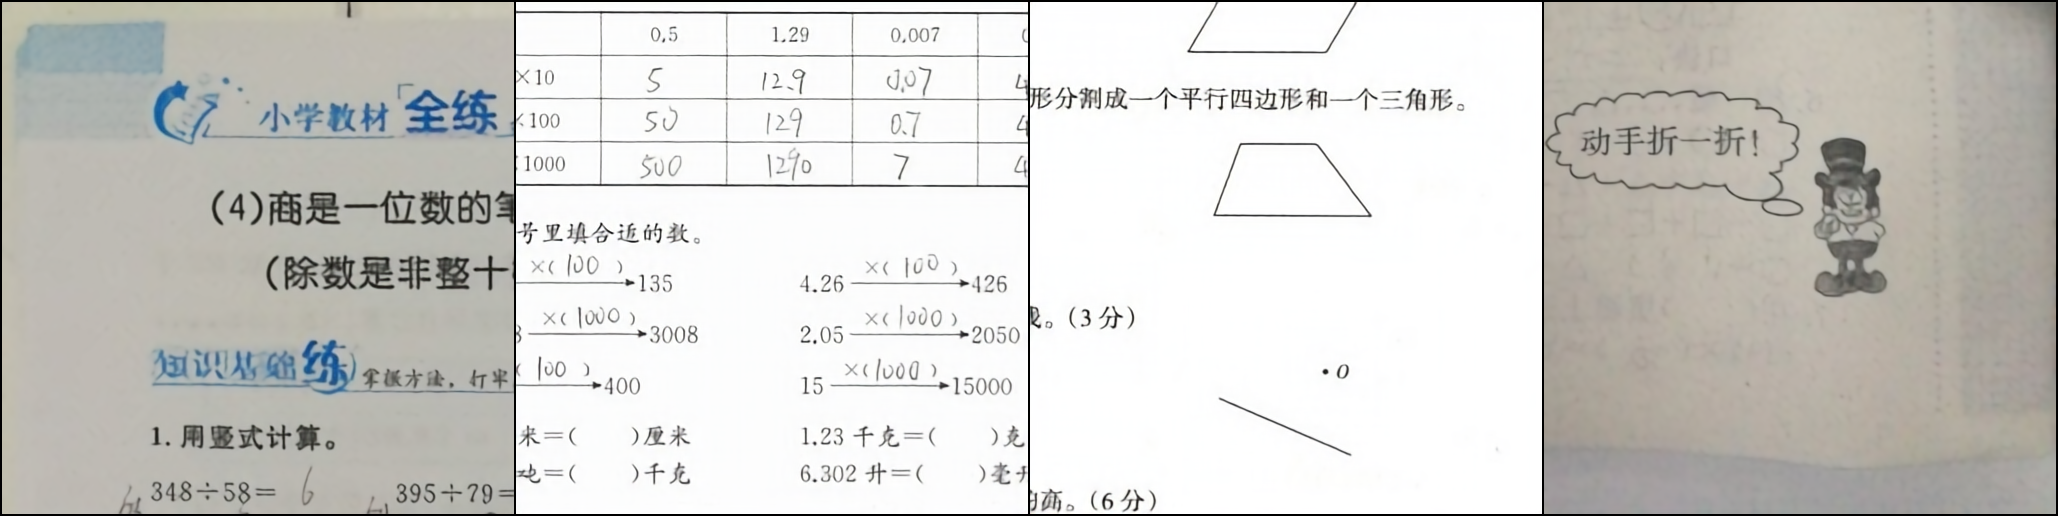 小学教材「全练
(4)商是一位数的笔
(除数是非整十
知识基础练 掌握方法，打牢
1. 用竖式计算。
348÷58= 6 395÷79=
0.5 1.29 0.007
×10 5 12.9 0.07
×100 50 129 0.7
1000 500 1290 7
号里填合适的数。
×(100)→135 4.26 ×(100)→426
×(1000)→3008 2.05 ×(1000)→2050
(100)→400 15 ×(1000)→15000
米=( )厘米 1.23 千克=( )克
吨=( )千克 6.302 升=( )毫升
形分割成一个平行四边形和一个三角形。
。(3 分)
O
的商。(6 分)
动手折一折!